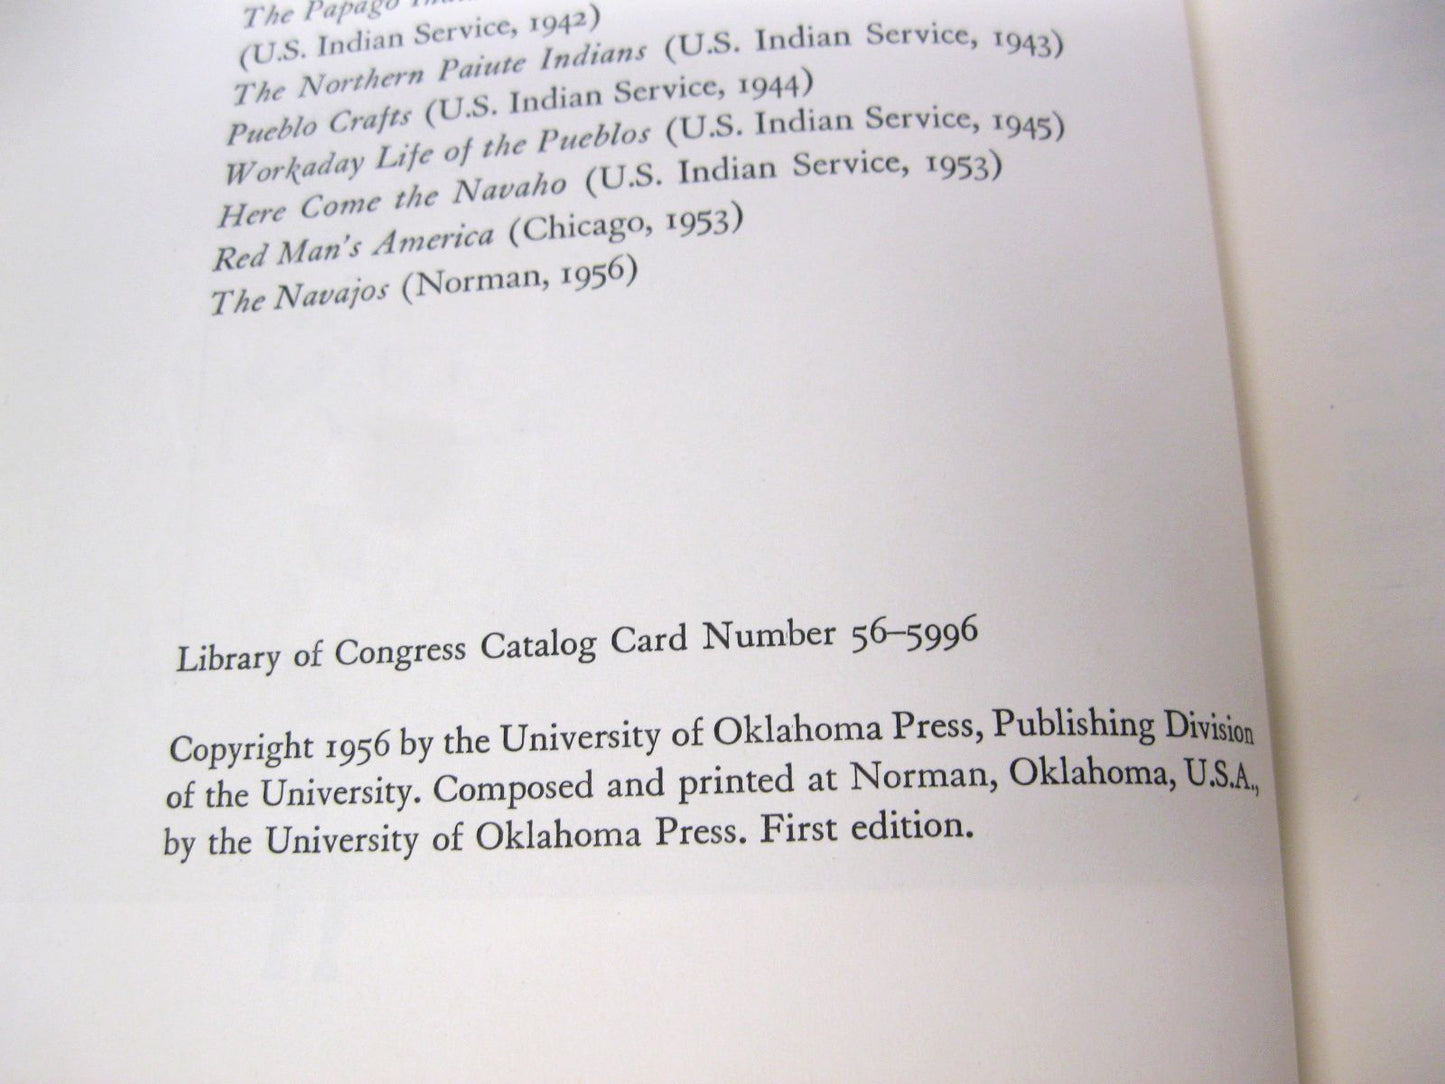 The Papago
(U.S. Indian Service, 1942)
The Northern Paiute Indians (U.S. Indian Service, 1943)
Pueblo Crafts (U.S. Indian Service, 1944)
Workaday Life of the Pueblos (U.S. Indian Service, 1945)
Here Come the Navaho (U.S. Indian Service, 1953)
Red Man's America (Chicago, 1953)
The Navajos (Norman, 1956)
Library of Congress Catalog Card Number 56–5996
Copyright 1956 by the University of Oklahoma Press, Publishing Division
of the University. Composed and printed at Norman, Oklahoma, U.S.A.,
by the University of Oklahoma Press. First edition.